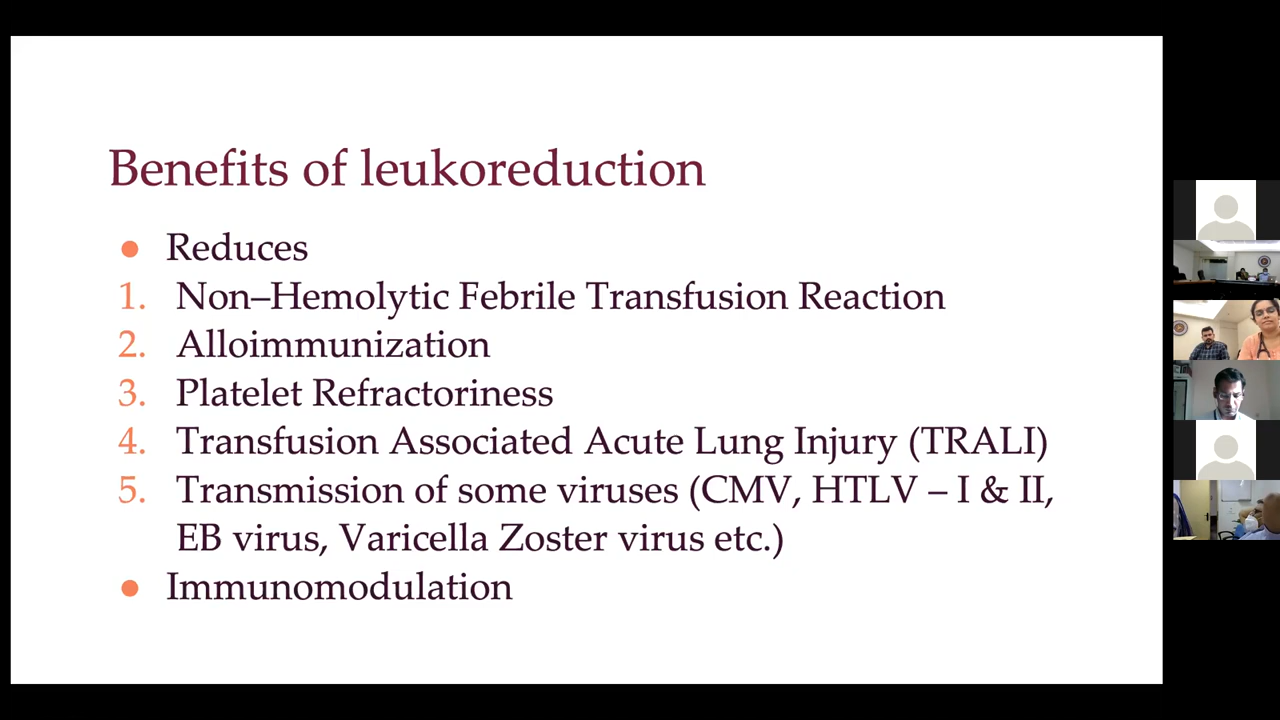 Benefits of leukoreduction
● Reduces
1. Non–Hemolytic Febrile Transfusion Reaction
2. Alloimmunization
3. Platelet Refractoriness
4. Transfusion Associated Acute Lung Injury (TRALI)
5. Transmission of some viruses (CMV, HTLV – I & II,
EB virus, Varicella Zoster virus etc.)
● Immunomodulation